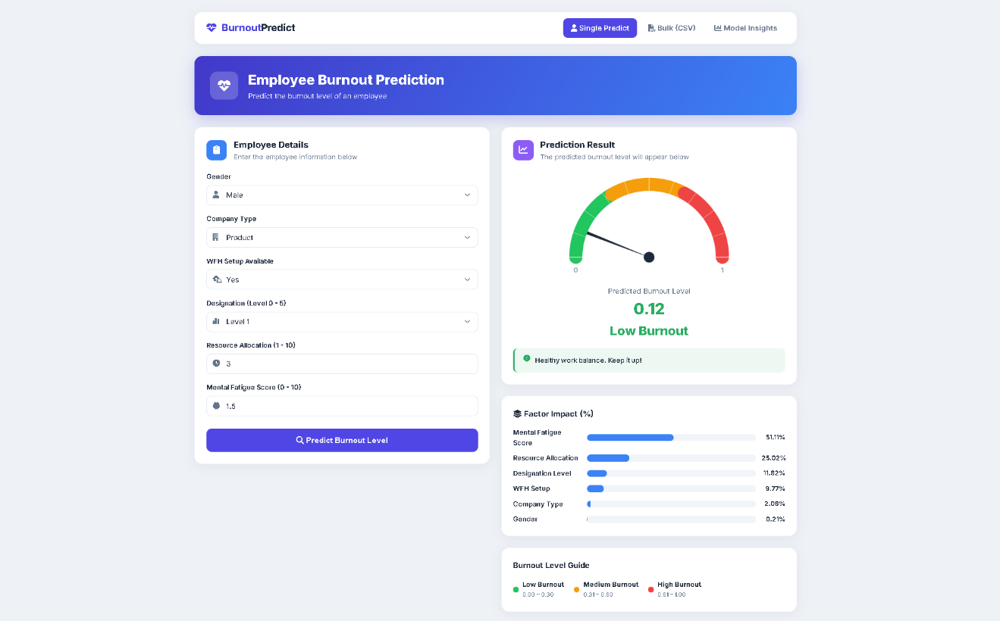 BurnoutPredict
Single Predict
Bulk (CSV)
Model Insights
Employee Burnout Prediction
Predict the burnout level of an employee
Employee Details
Enter the employee information below
Gender
Male
Company Type
Product
WFH Setup Available
Yes
Designation (Level 0 - 5)
Level 1
Resource Allocation (1 - 10)
3
Mental Fatigue Score (0 - 10)
1.5
Predict Burnout Level
Prediction Result
The predicted burnout level will appear below
0
1
Predicted Burnout Level
0.12
Low Burnout
Healthy work balance. Keep it up!
Factor Impact (%)
Mental Fatigue
Score
51.11%
Resource Allocation
25.02%
Designation Level
11.82%
WFH Setup
9.77%
Company Type
2.08%
Gender
0.21%
Burnout Level Guide
Low Burnout
0.00 – 0.30
Medium Burnout
0.31 – 0.60
High Burnout
0.61 – 1.00